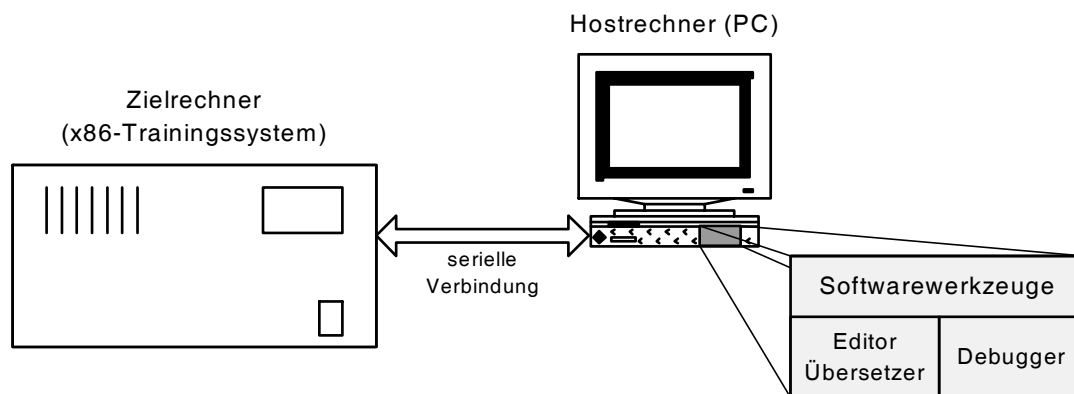 Hostrechner (PC)
Zielrechner
(x86-Trainingssystem)
serielle
Verbindung
Softwarewerkzeuge
Editor
Übersetzer
Debugger